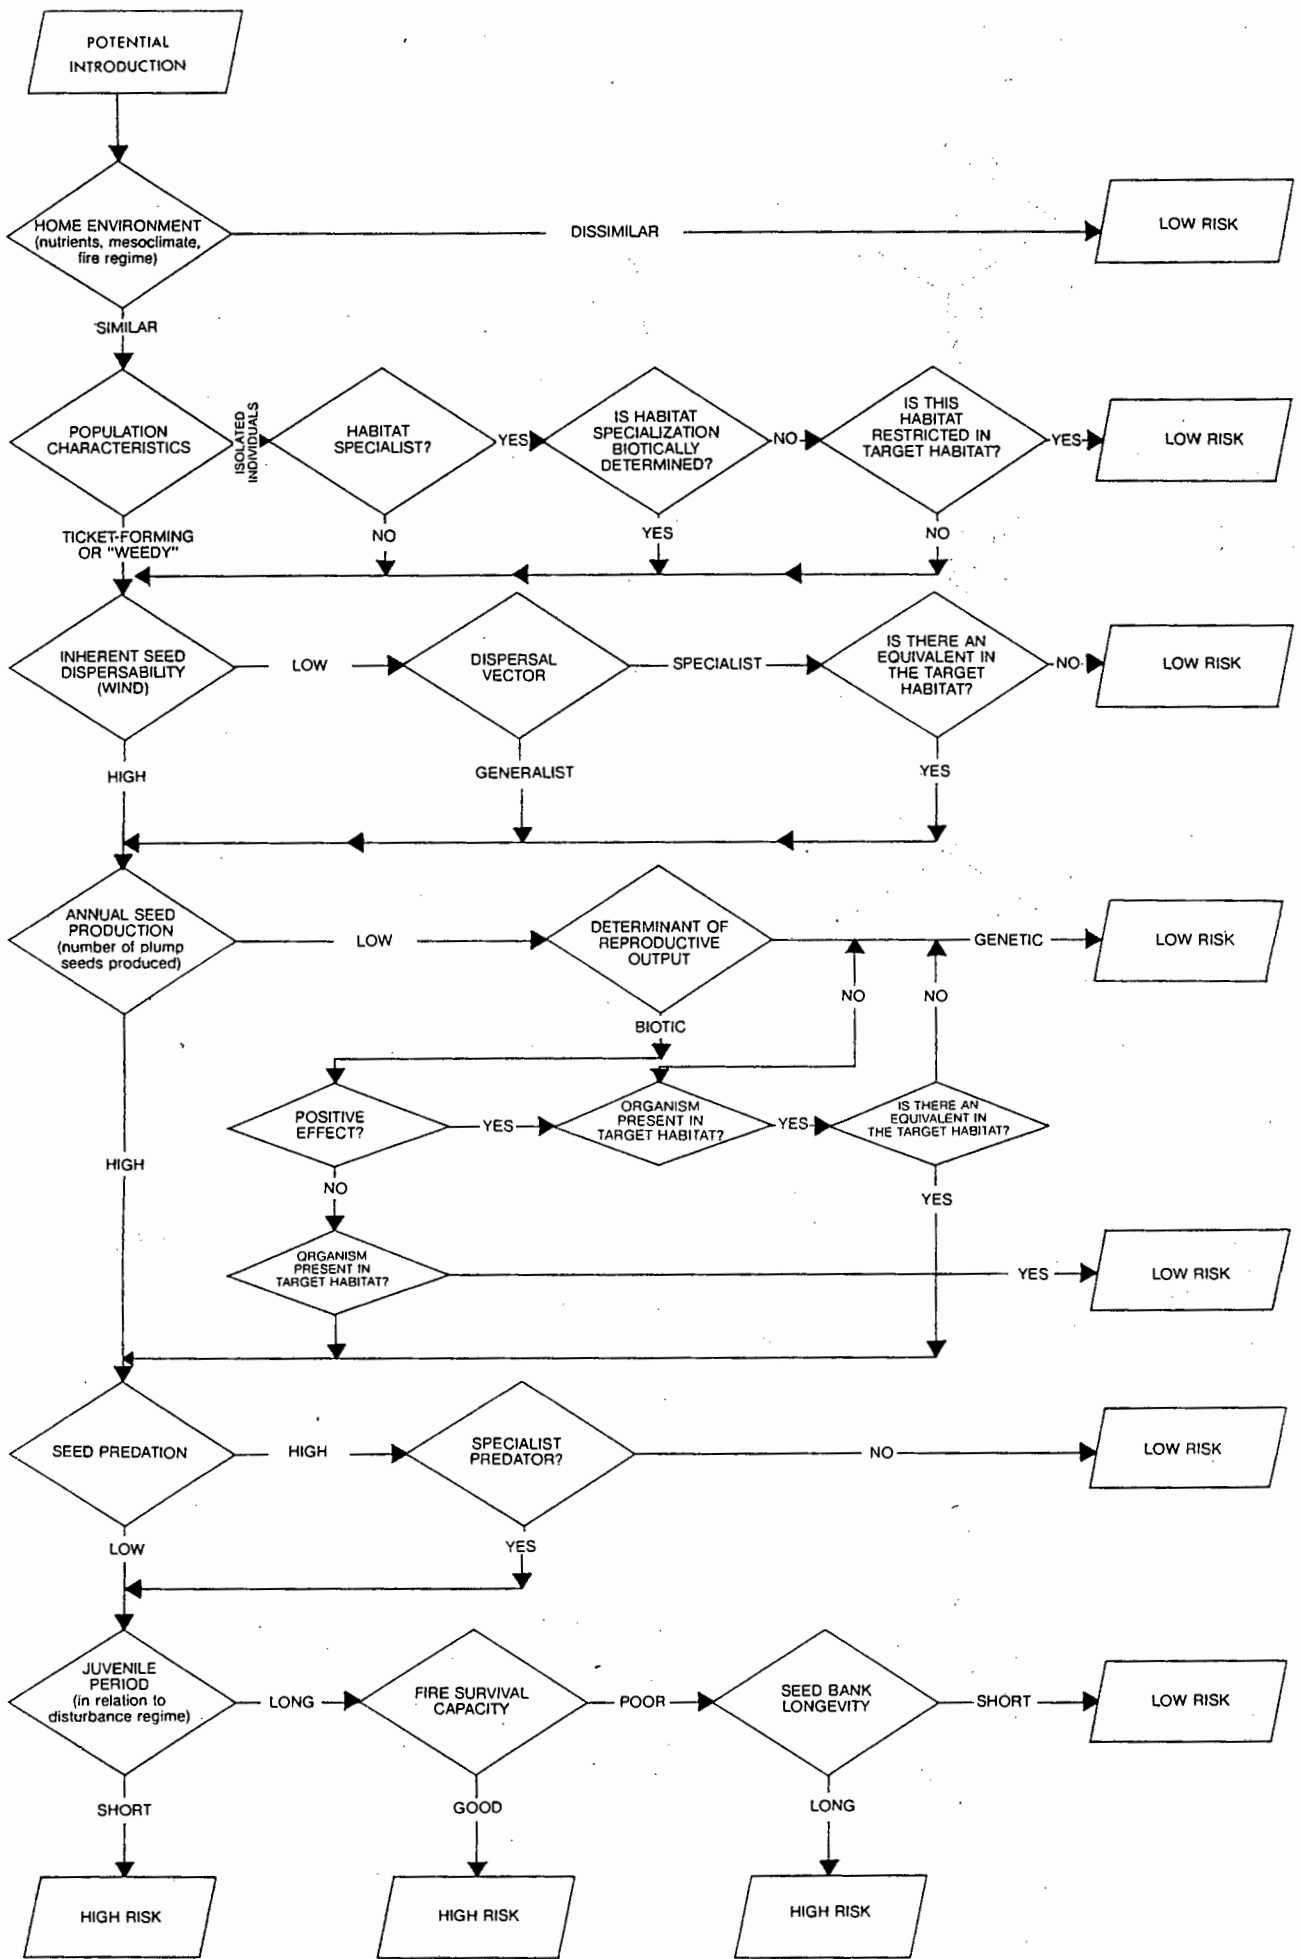 POTENTIAL
INTRODUCTION
HOME ENVIRONMENT
(nutrients, mesoclimate,
fire regime)
DISSIMILAR
LOW RISK
SIMILAR
POPULATION
CHARACTERISTICS
ISOLATED
INDIVIDUALS
HABITAT
SPECIALIST?
YES
IS HABITAT
SPECIALIZATION
BIOTICALLY
DETERMINED?
NO
IS THIS
HABITAT
RESTRICTED IN
TARGET HABITAT?
YES
LOW RISK
TICKET-FORMING
OR "WEEDY"
NO
YES
NO
INHERENT SEED
DISPERSABILITY
(WIND)
LOW
DISPERSAL
VECTOR
SPECIALIST
IS THERE AN
EQUIVALENT IN
THE TARGET
HABITAT?
NO
LOW RISK
HIGH
GENERALIST
YES
ANNUAL SEED
PRODUCTION
(number of plump
seeds produced)
LOW
DETERMINANT OF
REPRODUCTIVE
OUTPUT
GENETIC
LOW RISK
NO
NO
BIOTIC
POSITIVE
EFFECT?
YES
ORGANISM
PRESENT IN
TARGET HABITAT?
YES
IS THERE AN
EQUIVALENT IN
THE TARGET HABITAT?
HIGH
NO
YES
ORGANISM
PRESENT IN
TARGET HABITAT?
YES
LOW RISK
SEED PREDATION
HIGH
SPECIALIST
PREDATOR?
NO
LOW RISK
LOW
YES
JUVENILE
PERIOD
(in relation to
disturbance regime)
LONG
FIRE SURVIVAL
CAPACITY
POOR
SEED BANK
LONGEVITY
SHORT
LOW RISK
SHORT
GOOD
LONG
HIGH RISK
HIGH RISK
HIGH RISK